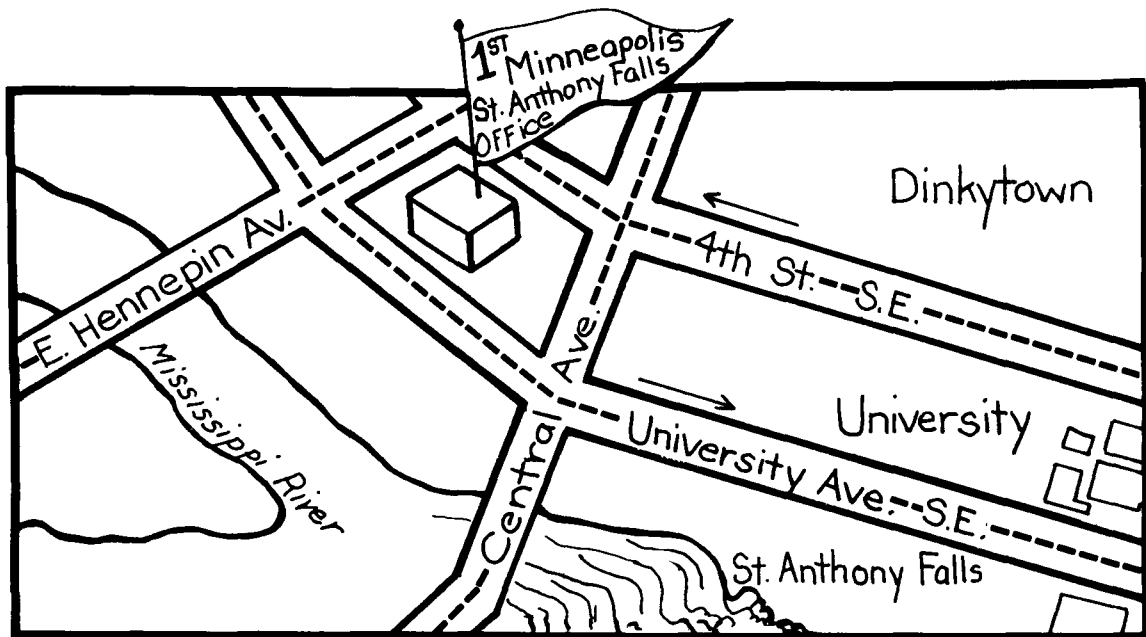 1ST Minneapolis
St. Anthony Falls
Office
Dinkytown
E. Hennepin Av.
4th St. S.E.
Mississippi River
Central Ave.
University
University Ave. S.E.
St. Anthony Falls